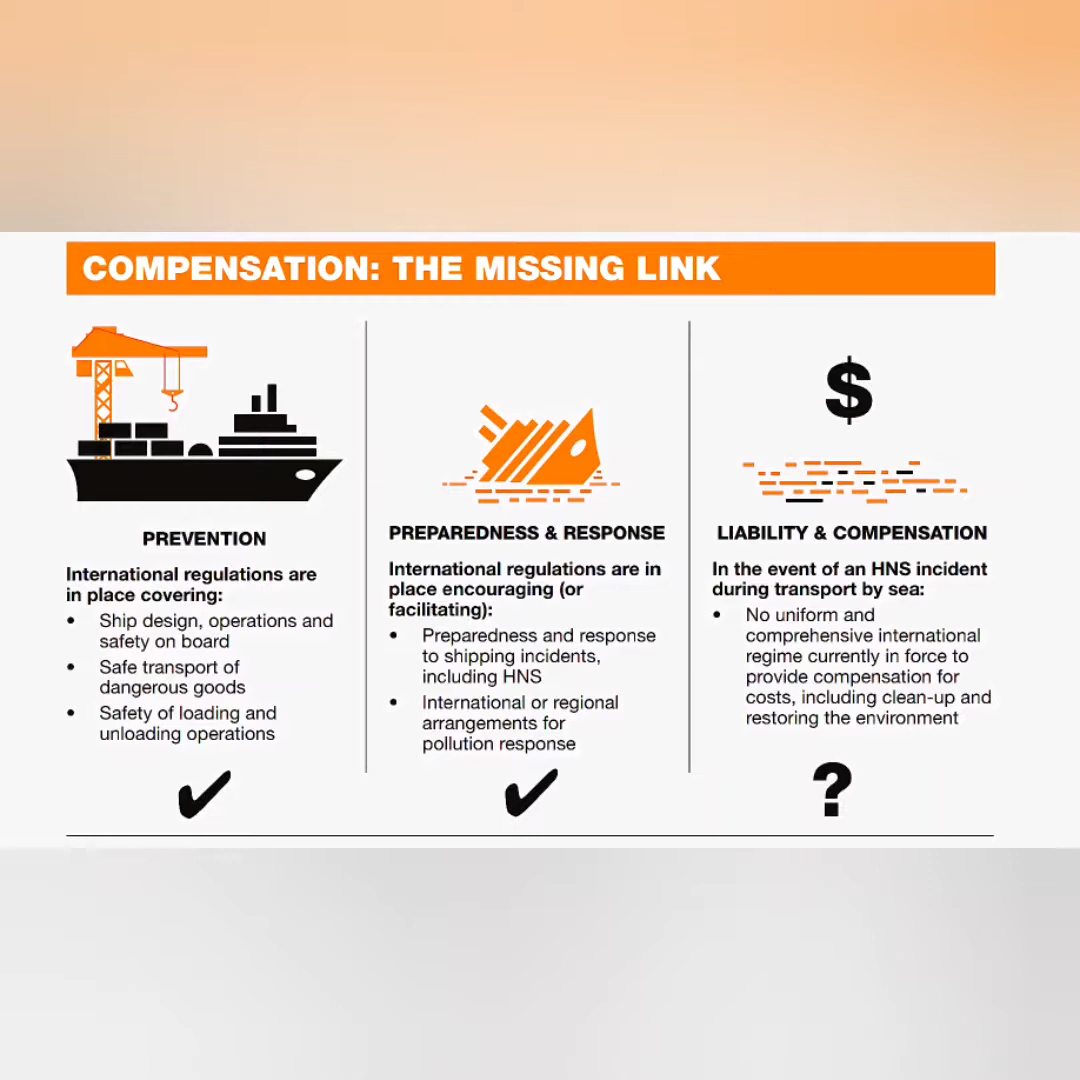 COMPENSATION: THE MISSING LINK
PREVENTION
International regulations are
in place covering:
• Ship design, operations and
safety on board
• Safe transport of
dangerous goods
• Safety of loading and
unloading operations
PREPAREDNESS & RESPONSE
International regulations are in
place encouraging (or
facilitating):
• Preparedness and response
to shipping incidents,
including HNS
• International or regional
arrangements for
pollution response
$
LIABILITY & COMPENSATION
In the event of an HNS incident
during transport by sea:
• No uniform and
comprehensive international
regime currently in force to
provide compensation for
costs, including clean-up and
restoring the environment
?